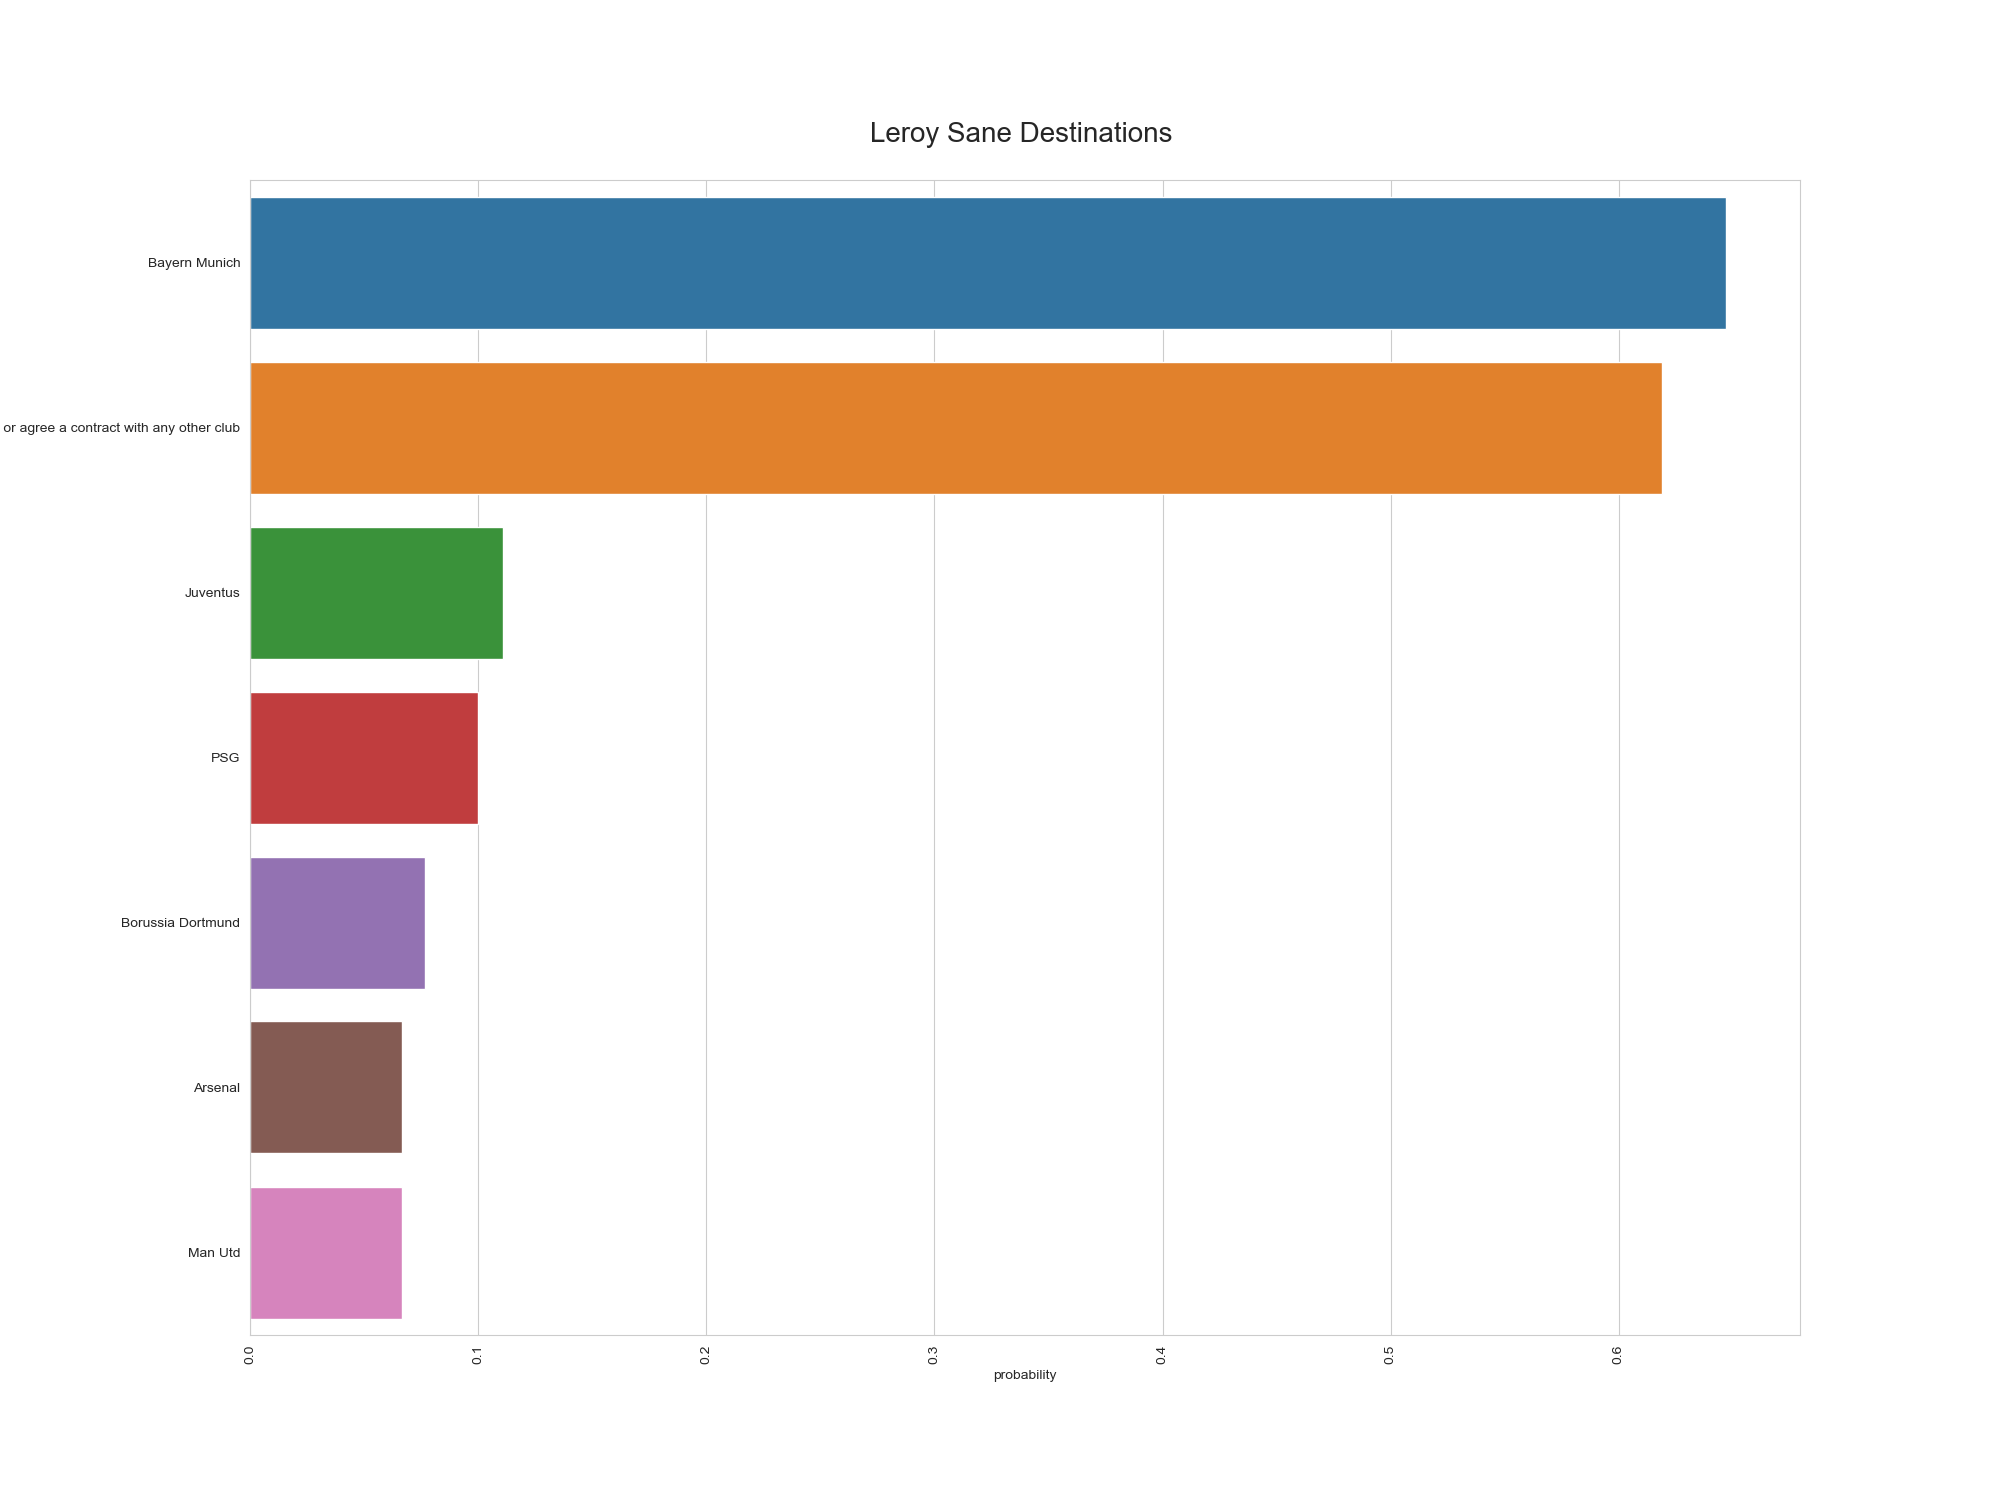 Leroy Sane Destinations
Bayern Munich
or agree a contract with any other club
Juventus
PSG
Borussia Dortmund
Arsenal
Man Utd
0.0 0.1 0.2 0.3 0.4 0.5 0.6
probability